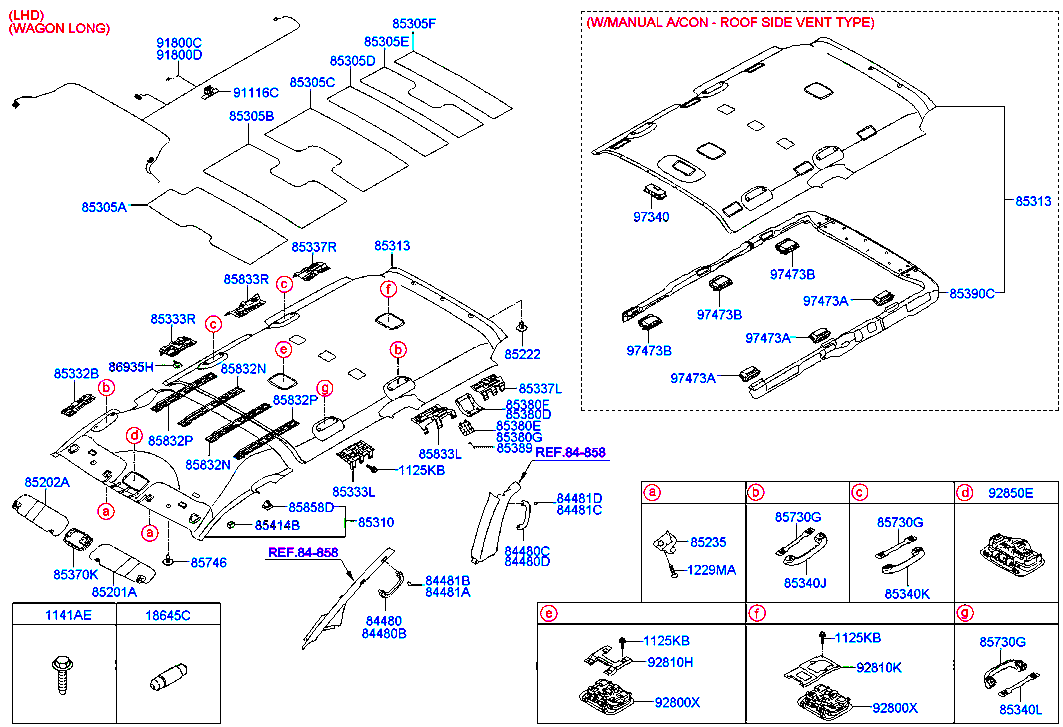 (LHD)
(WAGON LONG)
(W/MANUAL A/CON - ROOF SIDE VENT TYPE)
85305F
91800C
91800D
85305E
85305D
91116C
85305C
85305B
85305A
97340
85313
97473B
97473B
97473B
97473A
97473A
97473A
85390C
85337R
85313
85833R
c
f
85333R
c
e
b
85222
86935H
85832N
85332B
b
g
85832P
85337L
85380F
85380D
85380E
85380G
85389
85832P
85832N
85833L
d
1125KB
REF.84-858
85333L
85202A
a
a
85858D
85414B
85310
84481D
84481C
REF.84-858
84480C
84480D
85746
85370K
85201A
84481B
84481A
84480
84480B
a
b
c
d
92850E
85730G
85730G
85235
1229MA
85340J
85340K
1141AE
18645C
e
f
g
1125KB
92810H
92800X
1125KB
92810K
92800X
85730G
85340L